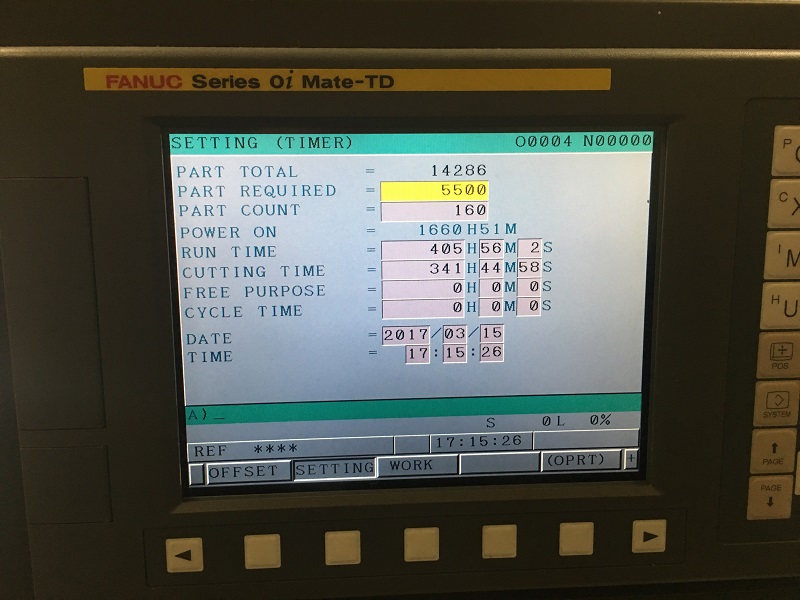 FANUC Series 0i Mate-TD
SETTING (TIMER) O0004 N00000
PART TOTAL = 14286
PART REQUIRED = 5500
PART COUNT = 160
POWER ON = 1660H51M
RUN TIME = 405H56M 2S
CUTTING TIME = 341H44M58S
FREE PURPOSE = 0H 0M 0S
CYCLE TIME = 0H 0M 0S
DATE = 2017/03/15
TIME = 17:15:26
A)_
S 0L 0%
REF **** 17:15:26
OFFSET SETTING WORK (OPRT) +
P
C X
I M
H U
POS
SYSTEM
PAGE
PAGE